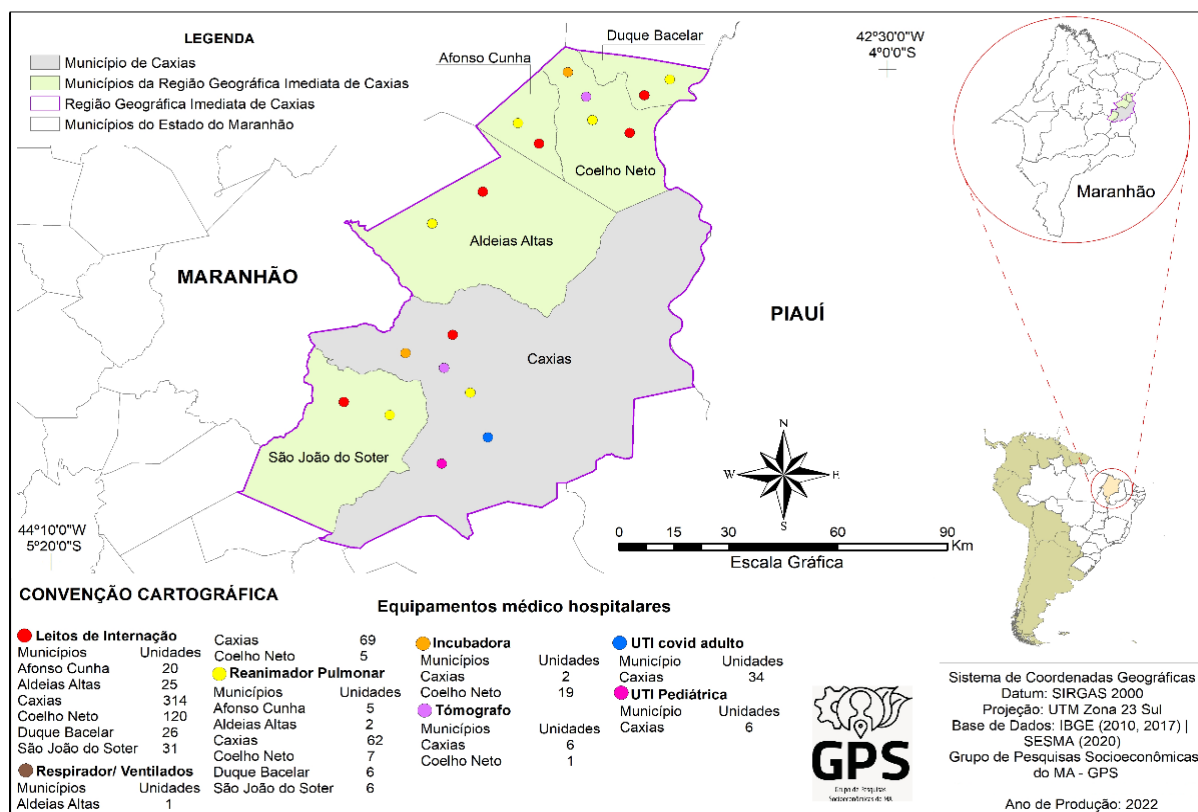 LEGENDA
Município de Caxias
Municípios da Região Geográfica Imediata de Caxias
Região Geográfica Imediata de Caxias
Municípios do Estado do Maranhão
Duque Bacelar
Afonso Cunha
42°30'0"W
4°0'0"S
Maranhão
Coelho Neto
Aldeias Altas
MARANHÃO
PIAUÍ
Caxias
São João do Soter
44°10'0"W
5°20'0"S
N
W
E
S
0 15 30 60 90
Km
Escala Gráfica
CONVENÇÃO CARTOGRÁFICA
Equipamentos médico hospitalares
Leitos de Internação
Municípios Unidades
Afonso Cunha 20
Aldeias Altas 25
Caxias 314
Coelho Neto 120
Duque Bacelar 26
São João do Soter 31
Respirador/ Ventilados
Municípios Unidades
Aldeias Altas 1
Caxias 69
Coelho Neto 5
Reanimador Pulmonar
Municípios Unidades
Afonso Cunha 5
Aldeias Altas 2
Caxias 62
Coelho Neto 7
Duque Bacelar 6
São João do Soter 6
Incubadora
Municípios Unidades
Caxias 2
Coelho Neto 19
Tómografo
Municípios Unidades
Caxias 6
Coelho Neto 1
UTI covid adulto
Município Unidades
Caxias 34
UTI Pediátrica
Município Unidades
Caxias 6
GPS
Grupo de Pesquisas
Socioeconômicas do MA
Sistema de Coordenadas Geográficas
Datum: SIRGAS 2000
Projeção: UTM Zona 23 Sul
Base de Dados: IBGE (2010, 2017) |
SESMA (2020)
Grupo de Pesquisas Socioeconômicas
do MA - GPS
Ano de Produção: 2022